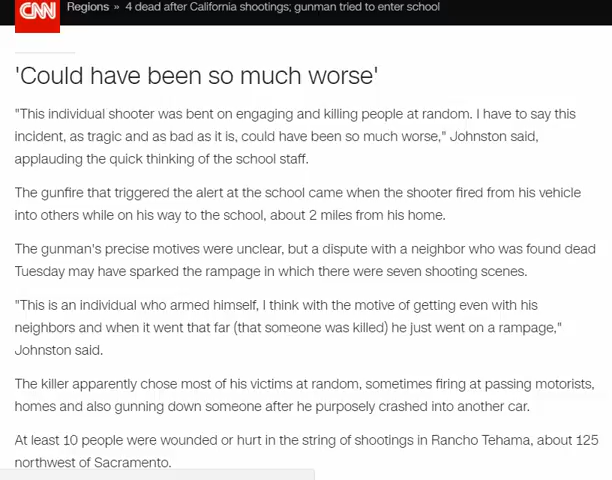 CNN Regions » 4 dead after California shootings; gunman tried to enter school
'Could have been so much worse'
"This individual shooter was bent on engaging and killing people at random. I have to say this
incident, as tragic and as bad as it is, could have been so much worse," Johnston said,
applauding the quick thinking of the school staff.
The gunfire that triggered the alert at the school came when the shooter fired from his vehicle
into others while on his way to the school, about 2 miles from his home.
The gunman's precise motives were unclear, but a dispute with a neighbor who was found dead
Tuesday may have sparked the rampage in which there were seven shooting scenes.
"This is an individual who armed himself, I think with the motive of getting even with his
neighbors and when it went that far (that someone was killed) he just went on a rampage,"
Johnston said.
The killer apparently chose most of his victims at random, sometimes firing at passing motorists,
homes and also gunning down someone after he purposely crashed into another car.
At least 10 people were wounded or hurt in the string of shootings in Rancho Tehama, about 125
northwest of Sacramento.